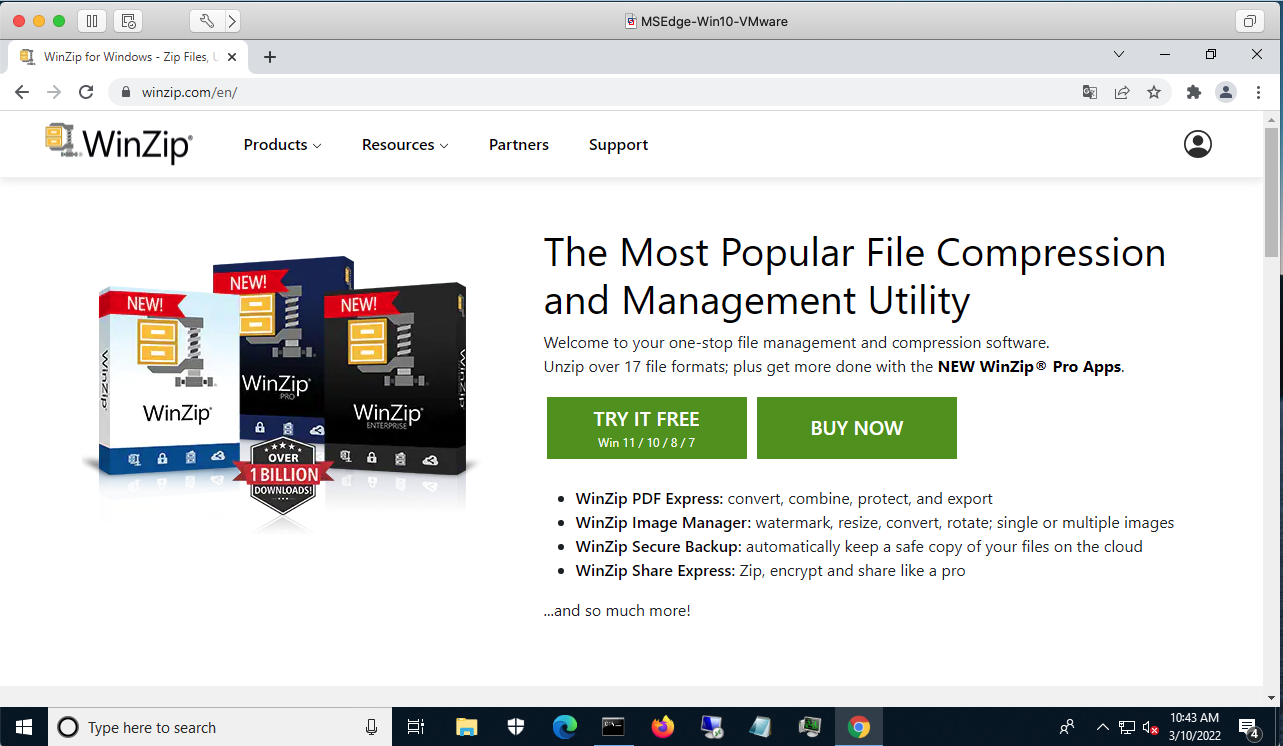 MSEdge-Win10-VMware
WinZip for Windows - Zip Files, U
winzip.com/en/
WinZip®
Products
Resources
Partners
Support
NEW!
NEW!
NEW!
WinZip
WinZip
WinZip®
PRO
WinZip®
WinZip®
ENTERPRISE
OVER
1 BILLION
DOWNLOADS!
The Most Popular File Compression
and Management Utility
Welcome to your one-stop file management and compression software.
Unzip over 17 file formats; plus get more done with the NEW WinZip® Pro Apps.
TRY IT FREE
Win 11 / 10 / 8 / 7
BUY NOW
• WinZip PDF Express: convert, combine, protect, and export
• WinZip Image Manager: watermark, resize, convert, rotate; single or multiple images
• WinZip Secure Backup: automatically keep a safe copy of your files on the cloud
• WinZip Share Express: Zip, encrypt and share like a pro
...and so much more!
Type here to search
10:43 AM
3/10/2022
4